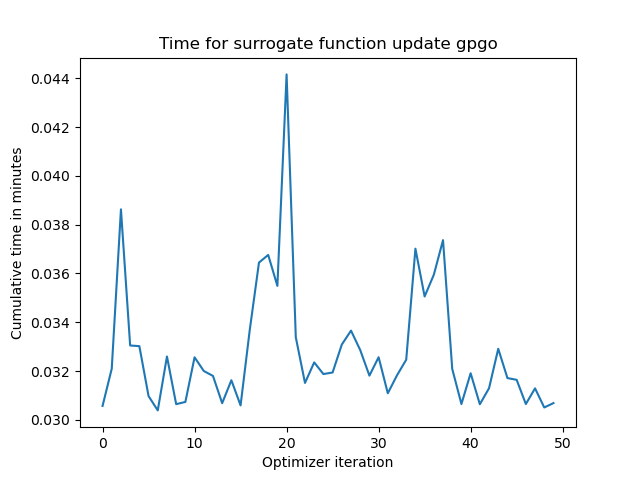 Time for surrogate function update gpgo
Cumulative time in minutes
0.044
0.042
0.040
0.038
0.036
0.034
0.032
0.030
0 10 20 30 40 50
Optimizer iteration